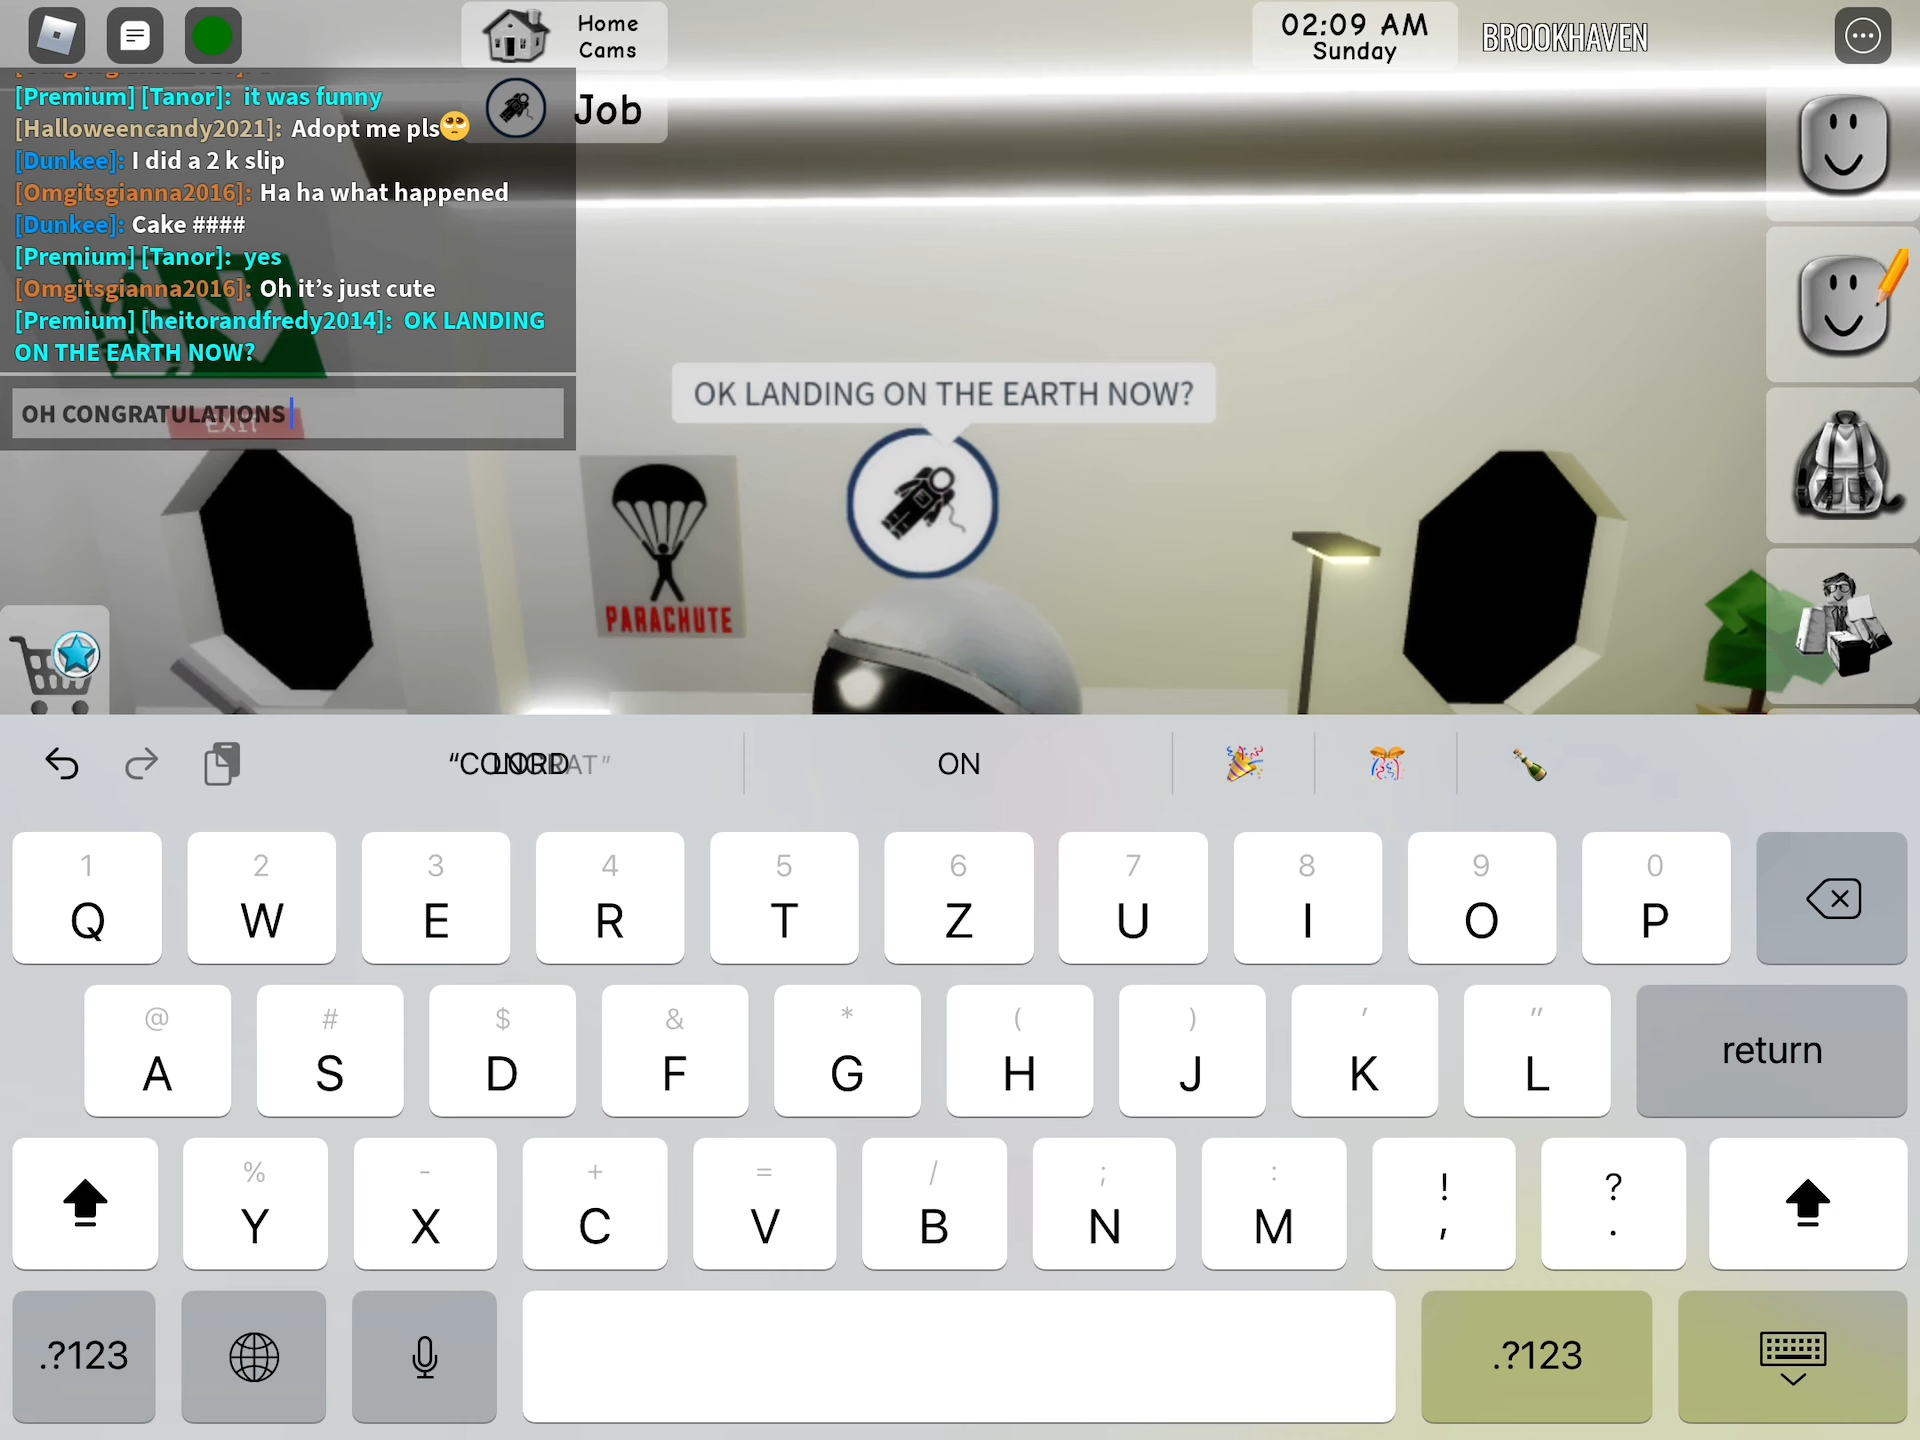 Home
Cams
02:09 AM
Sunday
BROOKHAVEN
Job
[Premium] [Tanor]: it was funny
[Halloweencandy2021]: Adopt me pls🥺
[Dunkee]: I did a 2 k slip
[Omgitsgianna2016]: Ha ha what happened
[Dunkee]: Cake ####
[Premium] [Tanor]: yes
[Omgitsgianna2016]: Oh it’s just cute
[Premium] [heitorandfredy2014]: OK LANDING
ON THE EARTH NOW?
OH CONGRATULATIONS
EXIT
OK LANDING ON THE EARTH NOW?
PARACHUTE
ON
1 2 3 4 5 6 7 8 9 0
Q W E R T Z U I O P
@ # $ & * ( ) ' "
A S D F G H J K L return
% - + = / ; : ! ?
Y X C V B N M , .
.?123 .?123